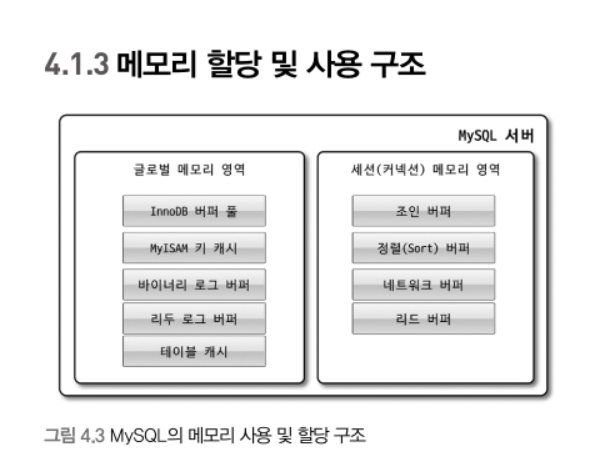 4.1.3 메모리 할당 및 사용 구조
MySQL 서버
글로벌 메모리 영역
InnoDB 버퍼 풀
MyISAM 키 캐시
바이너리 로그 버퍼
리두 로그 버퍼
테이블 캐시
세션(커넥션) 메모리 영역
조인 버퍼
정렬(Sort) 버퍼
네트워크 버퍼
리드 버퍼
그림 4.3 MySQL의 메모리 사용 및 할당 구조